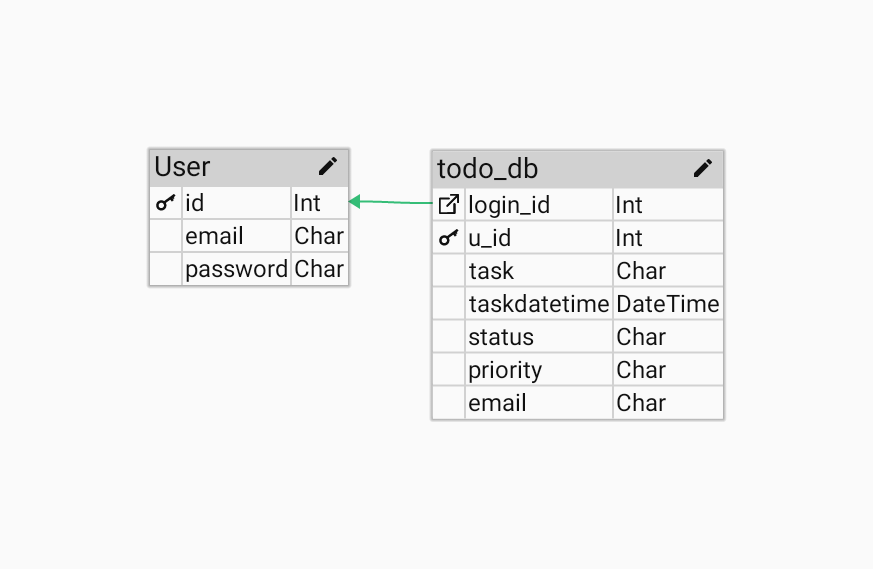 User
id Int
email Char
password Char
todo_db
login_id Int
u_id Int
task Char
taskdatetime DateTime
status Char
priority Char
email Char